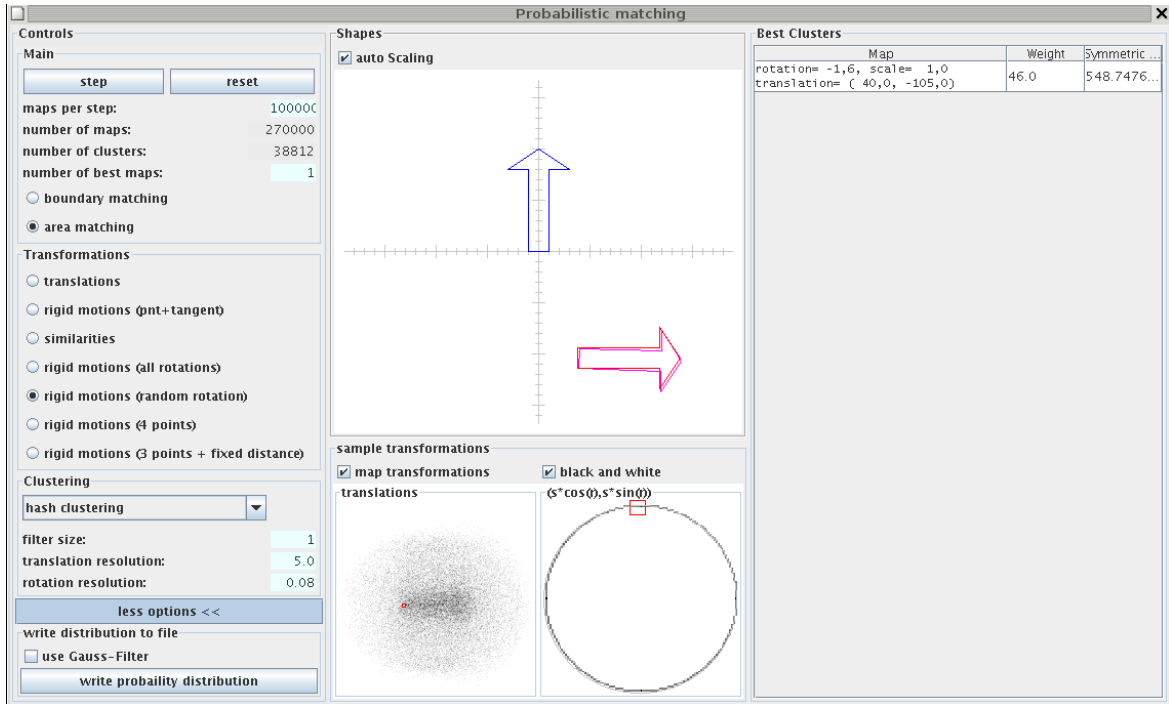 Probabilistic matching
Controls
Main
step
reset
maps per step:
100000
number of maps:
270000
number of clusters:
38812
number of best maps:
1
boundary matching
area matching
Transformations
translations
rigid motions (pnt+tangent)
similarities
rigid motions (all rotations)
rigid motions (random rotation)
rigid motions (4 points)
rigid motions (3 points + fixed distance)
Clustering
hash clustering
filter size:
1
translation resolution:
5.0
rotation resolution:
0.08
less options <<
write distribution to file
use Gauss-Filter
write probaility distribution
Shapes
auto Scaling
sample transformations
map transformations
black and white
translations
(s*cos(r),s*sin(r))
Best Clusters
Map
Weight
Symmetric ...
rotation= -1,6, scale= 1,0
translation= ( 40,0, -105,0)
46.0
548.7476...